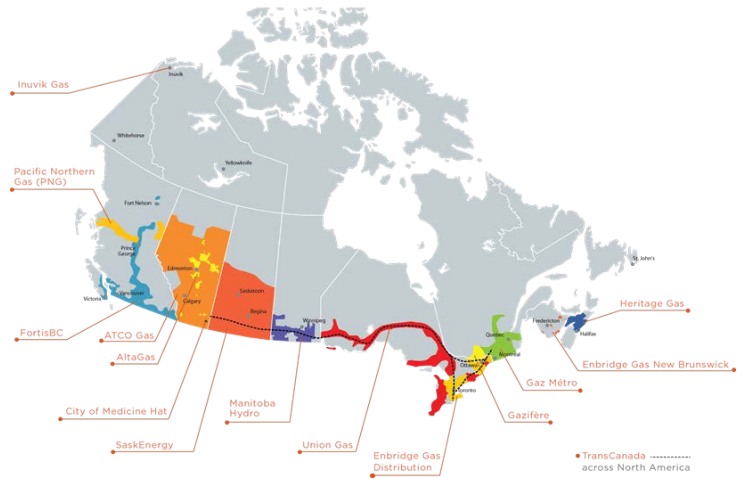 Inuvik Gas
Inuvik
Whitehorse
Yellowknife
Pacific Northern
Gas (PNG)
Fort Nelson
Prince
George
Edmonton
St. John's
Saskatoon
Calgary
Vancouver
Victoria
Regina
Winnipeg
Quebec
Fredericton
Halifax
Heritage Gas
Montréal
Ottawa
Toronto
FortisBC
ATCO Gas
AltaGas
Enbridge Gas New Brunswick
Gaz Métro
City of Medicine Hat
Manitoba
Hydro
Gazifère
SaskEnergy
Union Gas
Enbridge Gas
Distribution
TransCanada
across North America